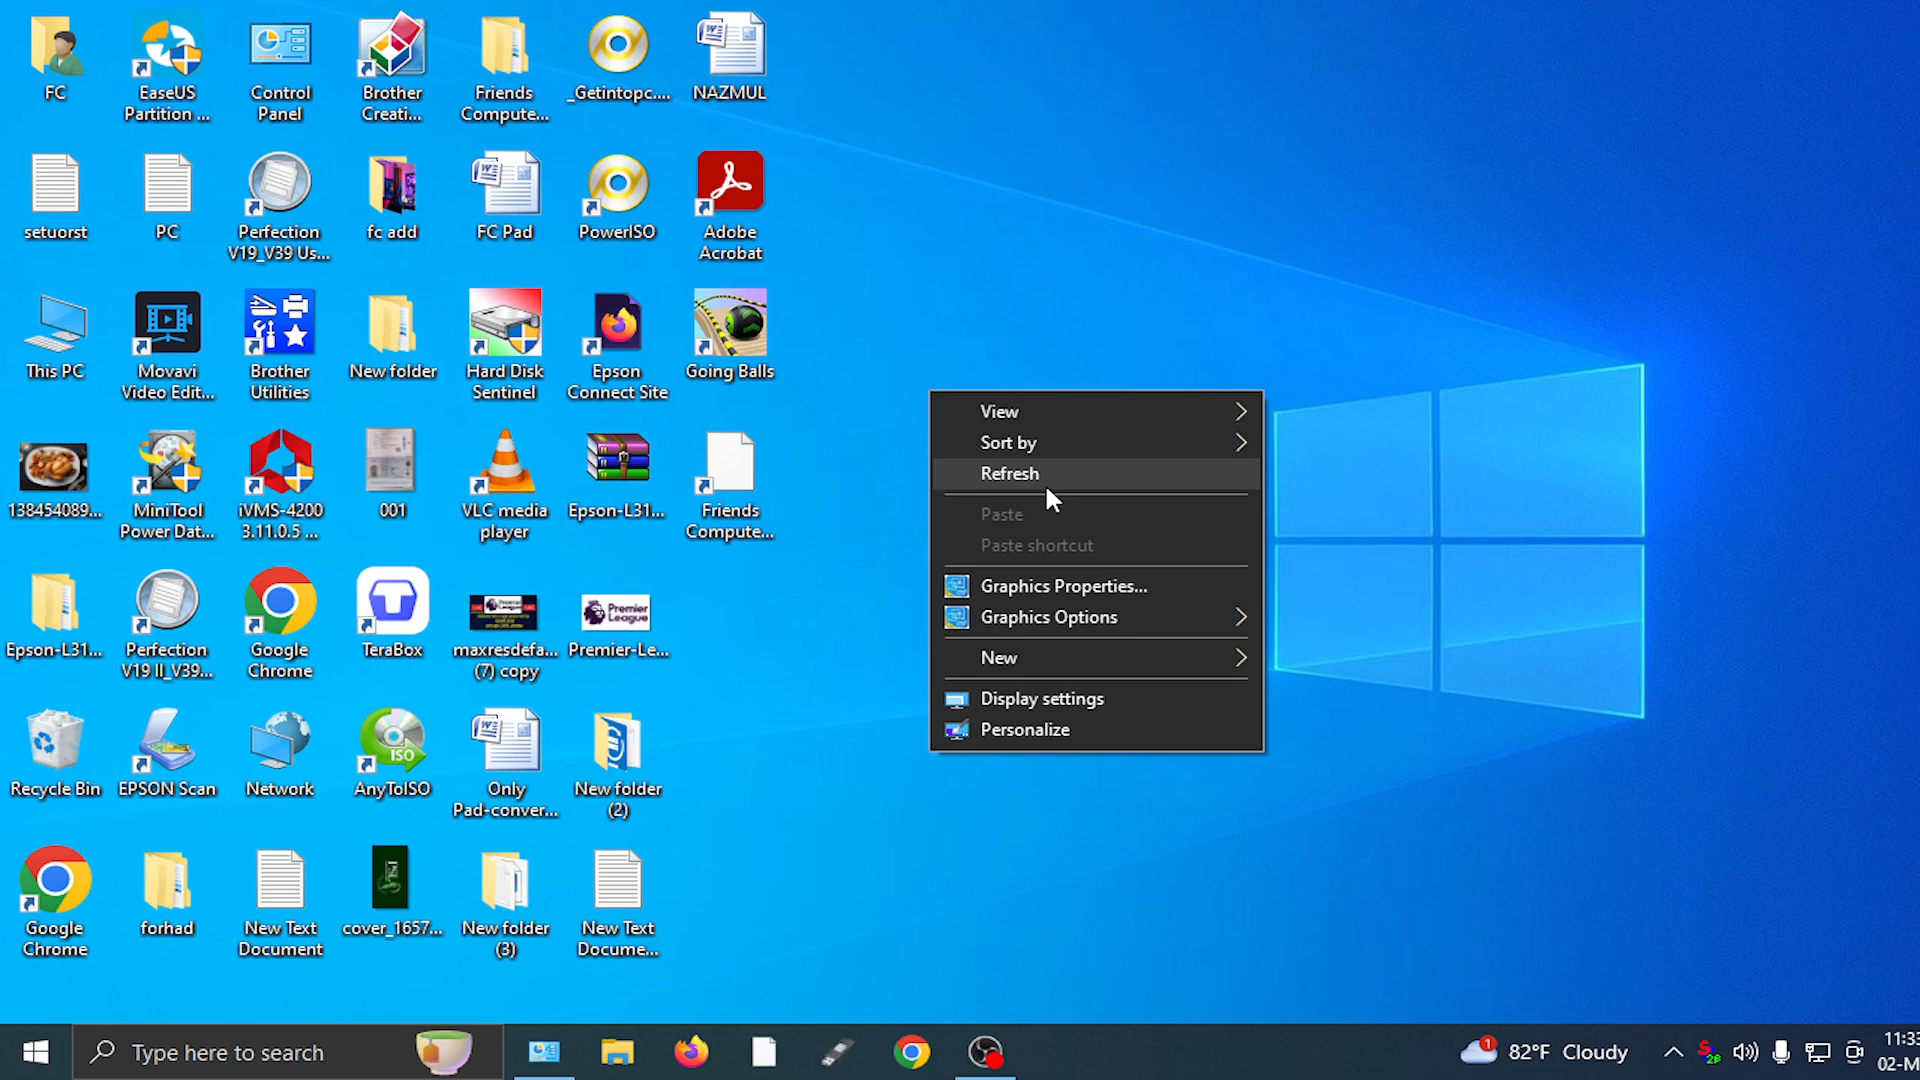 FC
EaseUS
Partition ...
Control
Panel
Brother
Creati...
Friends
Compute...
_Getintopc....
NAZMUL
setuorst
PC
Perfection
V19_V39 Us...
fc add
FC Pad
PowerISO
Adobe
Acrobat
This PC
Movavi
Video Edit...
Brother
Utilities
New folder
Hard Disk
Sentinel
Epson
Connect Site
Going Balls
138454089...
MiniTool
Power Dat...
iVMS-4200
3.11.0.5 ...
001
VLC media
player
Epson-L31...
Friends
Compute...
Epson-L31...
Perfection
V19 II_V39...
Google
Chrome
TeraBox
maxresdefa...
(7) copy
Premier
League
Premier-Le...
Recycle Bin
EPSON Scan
Network
ISO
AnyToISO
Only
Pad-conver...
New folder
(2)
Google
Chrome
forhad
New Text
Document
cover_1657...
New folder
(3)
New Text
Docume...
View
Sort by
Refresh
Paste
Paste shortcut
Graphics Properties...
Graphics Options
New
Display settings
Personalize
Type here to search
1
82°F Cloudy
11:33
02-M